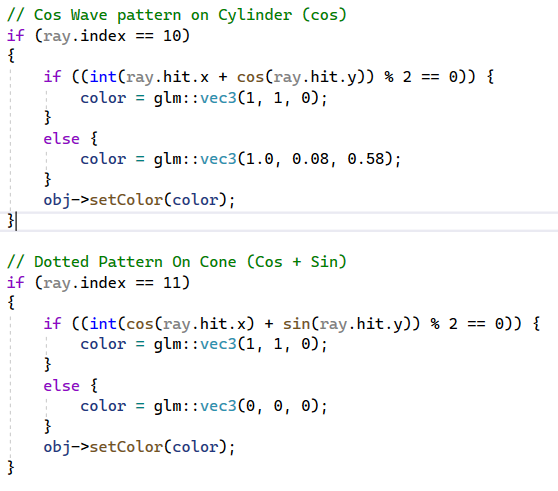 // Cos Wave pattern on Cylinder (cos)
if (ray.index == 10)
{
    if ((int(ray.hit.x + cos(ray.hit.y)) % 2 == 0)) {
        color = glm::vec3(1, 1, 0);
    }
    else {
        color = glm::vec3(1.0, 0.08, 0.58);
    }
    obj->setColor(color);
}
// Dotted Pattern On Cone (Cos + Sin)
if (ray.index == 11)
{
    if ((int(cos(ray.hit.x) + sin(ray.hit.y)) % 2 == 0)) {
        color = glm::vec3(1, 1, 0);
    }
    else {
        color = glm::vec3(0, 0, 0);
    }
    obj->setColor(color);
}